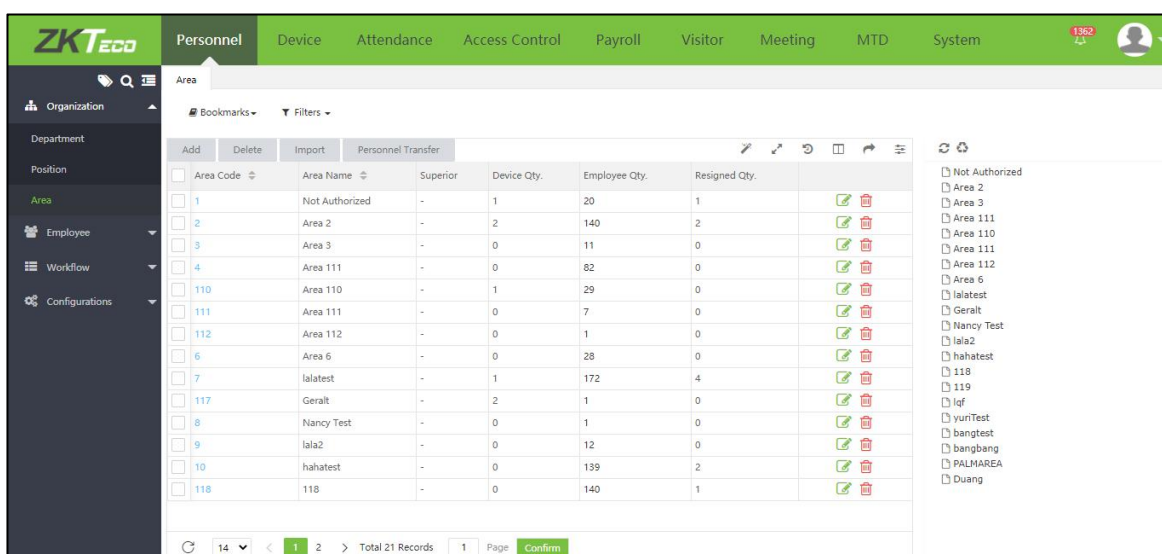 ZKTeco
Personnel Device Attendance Access Control Payroll Visitor Meeting MTD System 1362
Organization
Department
Position
Area
Employee
Workflow
Configurations
Area
Bookmarks Filters
Add Delete Import Personnel Transfer
Area Code Area Name Superior Device Qty. Employee Qty. Resigned Qty.
1 Not Authorized - 1 20 1
2 Area 2 - 2 140 2
3 Area 3 - 0 11 0
4 Area 111 - 0 82 0
110 Area 110 - 1 29 0
111 Area 111 - 0 7 0
112 Area 112 - 0 1 0
6 Area 6 - 0 28 0
7 lalatest - 1 172 4
117 Geralt - 2 1 0
8 Nancy Test - 0 1 0
9 lala2 - 0 12 0
10 hahatest - 0 139 2
118 118 - 0 140 1
14 < 1 2 > Total 21 Records 1 Page Confirm
Not Authorized
Area 2
Area 3
Area 111
Area 110
Area 111
Area 112
Area 6
lalatest
Geralt
Nancy Test
lala2
hahatest
118
119
lqf
yuriTest
bangtest
bangbang
PALMAREA
Duang